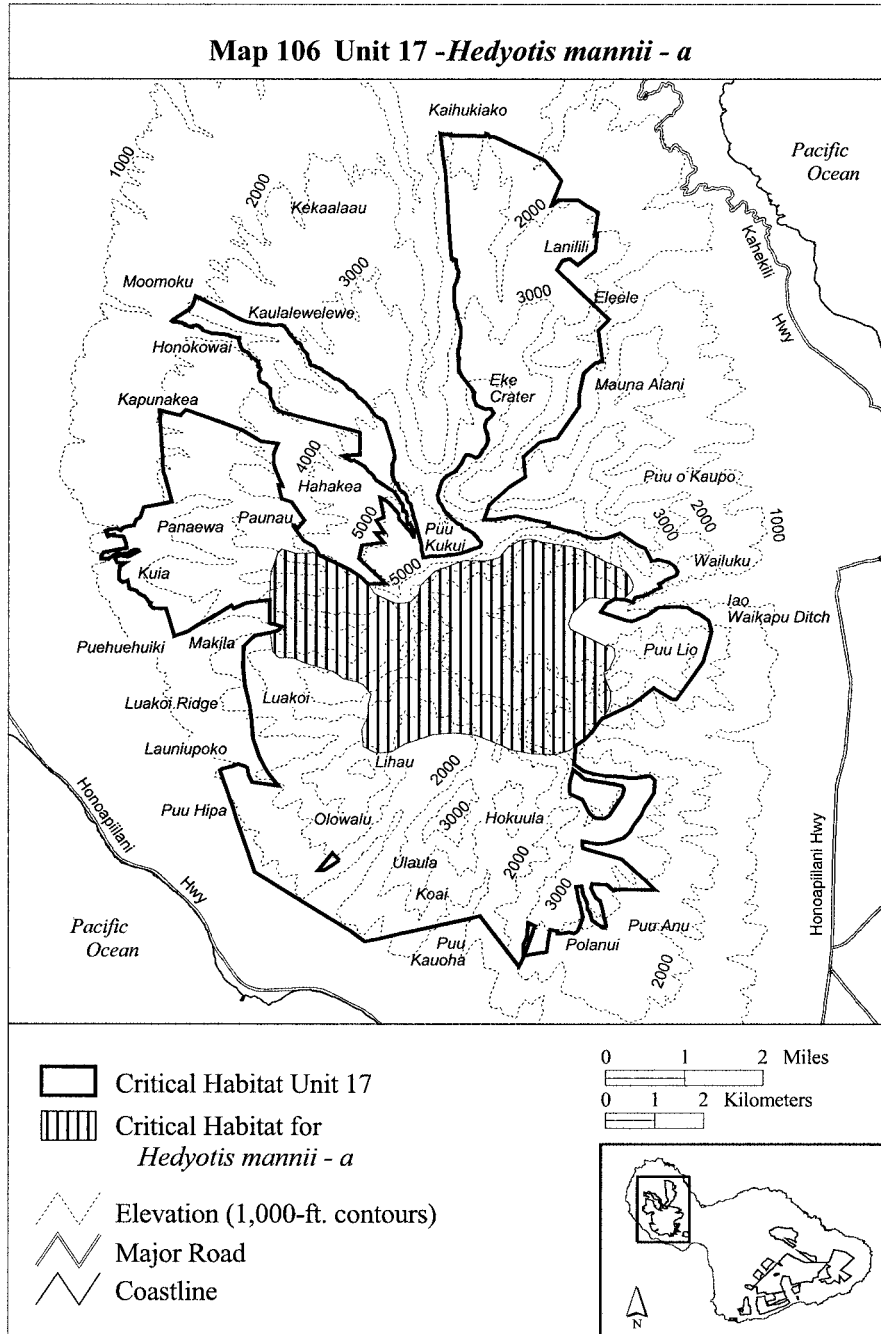 Map 106 Unit 17 -Hedyotis mannii - a
Kaihukiako
Pacific
Ocean
1000
2000
Kekaalaau
2000
Lanilili
Kahekili
Hwy
3000
Moomoku
Kaulalewelewe
3000
Eleele
Honokowai
Eke
Crater
Mauna Alani
Kapunakea
4000
Hahakea
Puu o Kaupo
5000
3000
2000
1000
Panaewa
Paunau
Puu
Kukui
Wailuku
Kuia
5000
Iao
Waikapu Ditch
Puehuehuiki
Makila
Puu Lio
Luakoi Ridge
Luakoi
Launiupoko
Lihau
2000
Puu Hipa
Olowalu
3000
Hokuula
Honoapiilani
Hwy
Ulaula
2000
Koai
3000
Honoapiilani Hwy
Pacific
Ocean
Puu
Kauoha
Polanui
Puu Anu
2000
Critical Habitat Unit 17
Critical Habitat for
Hedyotis mannii - a
Elevation (1,000-ft. contours)
Major Road
Coastline
0 1 2 Miles
0 1 2 Kilometers
N